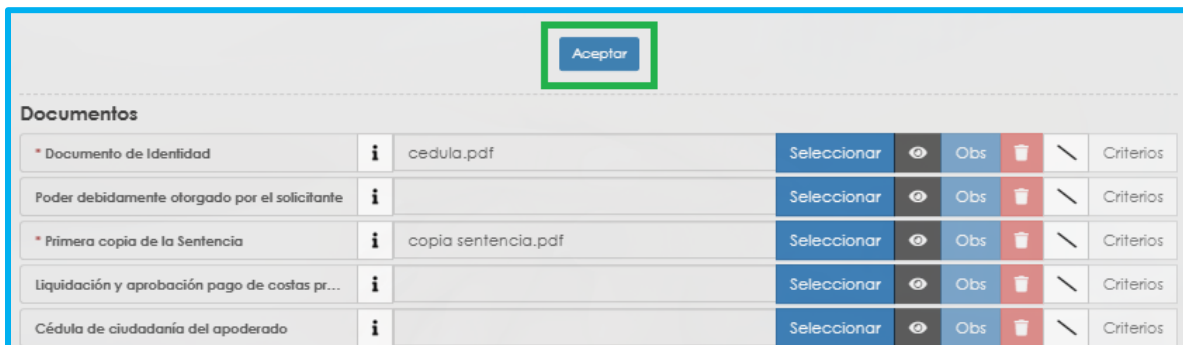 Aceptar
Documentos
* Documento de Identidad i cedula.pdf Seleccionar Obs Criterios
Poder debidamente otorgado por el solicitante i Seleccionar Obs Criterios
* Primera copia de la Sentencia i copia sentencia.pdf Seleccionar Obs Criterios
Liquidación y aprobación pago de costas pr... i Seleccionar Obs Criterios
Cédula de ciudadanía del apoderado i Seleccionar Obs Criterios